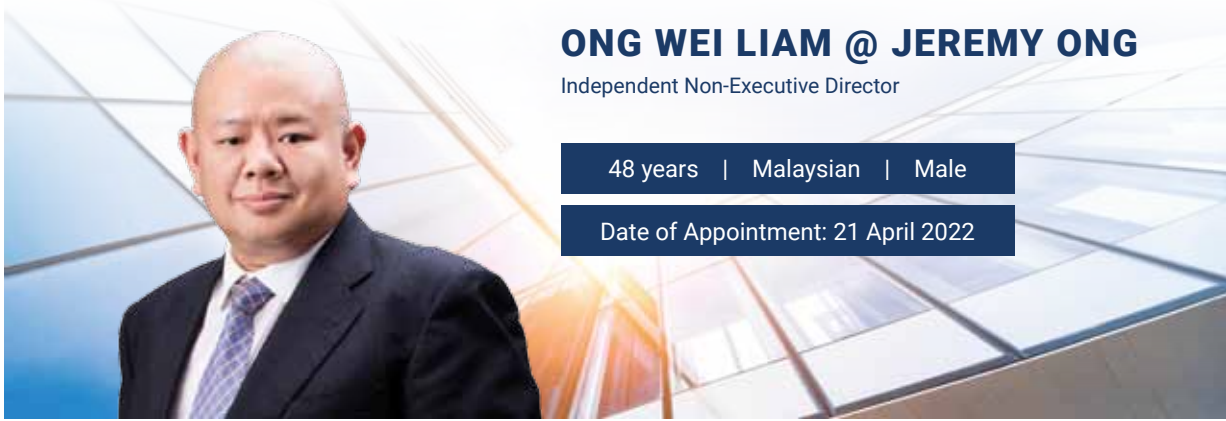 ONG WEI LIAM @ JEREMY ONG
Independent Non-Executive Director
48 years | Malaysian | Male
Date of Appointment: 21 April 2022